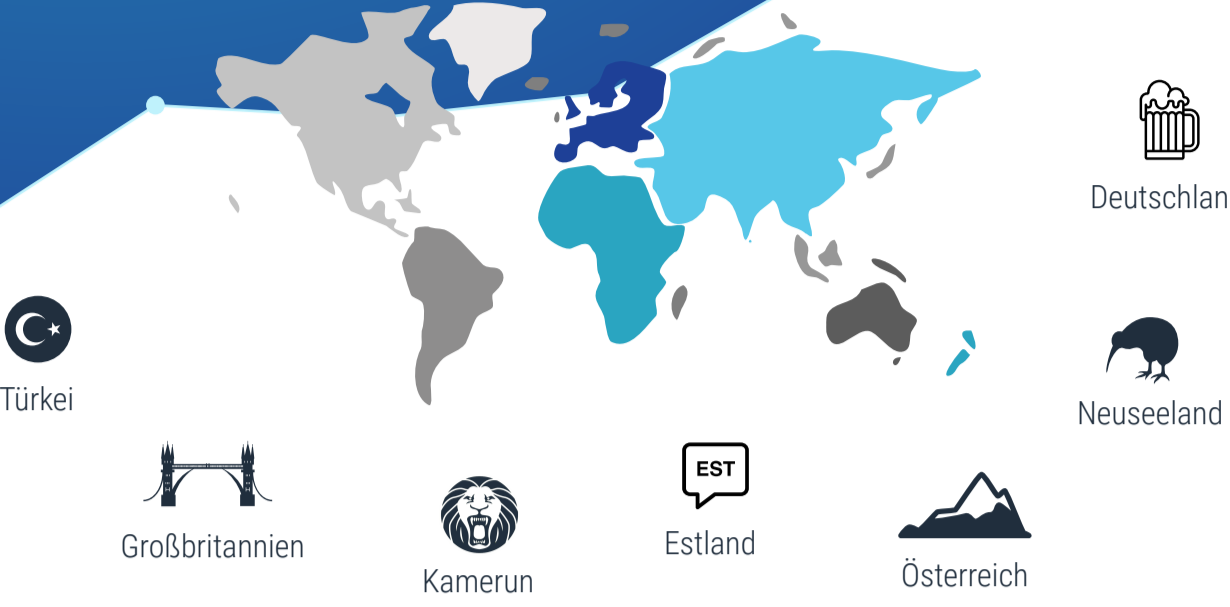 Deutschlan
Türkei
Neuseeland
Großbritannien
EST
Estland
Kamerun
Österreich